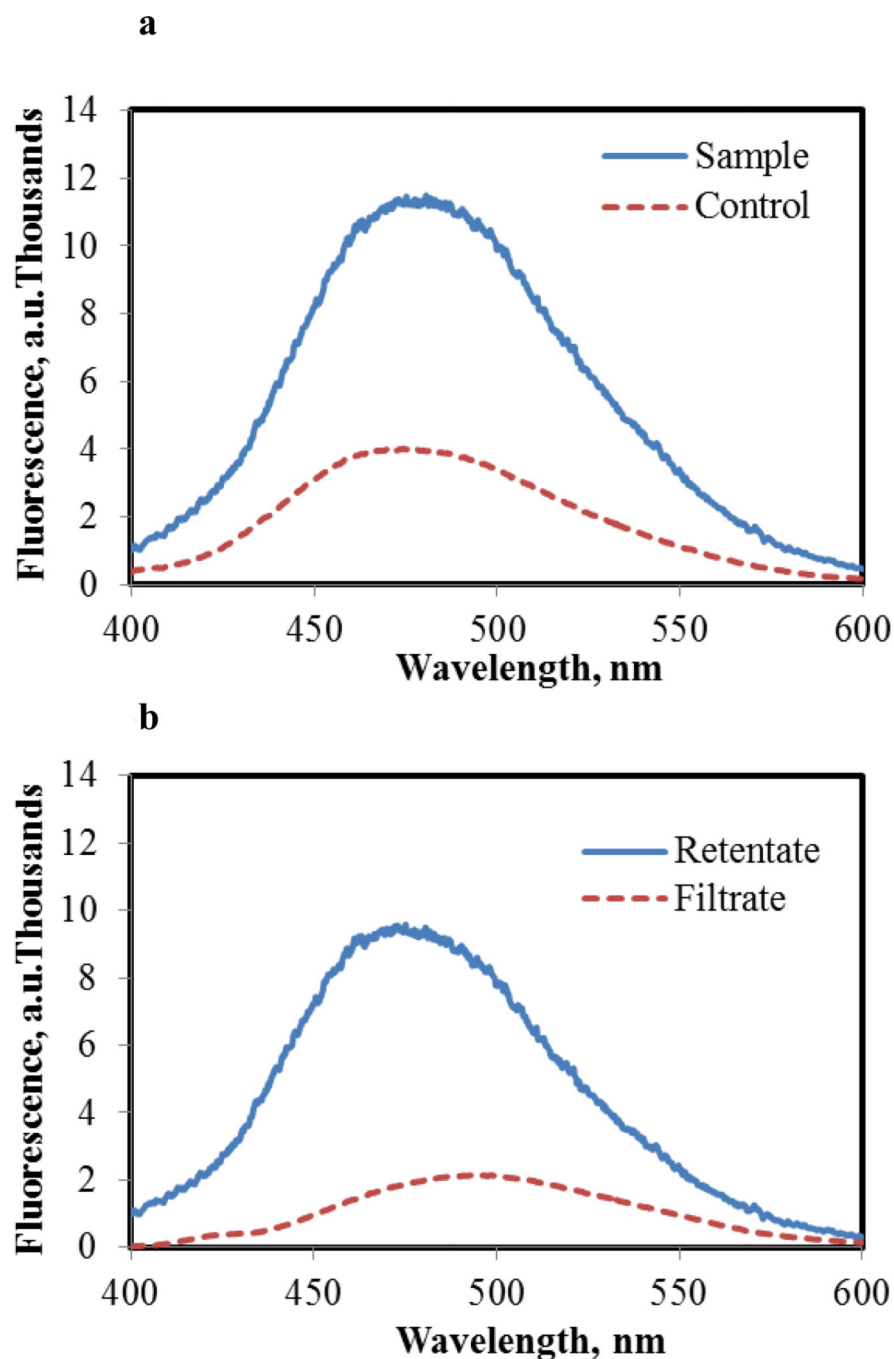 a
Fluorescence, a.u.Thousands
14
12
10
8
6
4
2
0
Sample
Control
400 450 500 550 600
Wavelength, nm
b
Fluorescence, a.u.Thousands
14
12
10
8
6
4
2
0
Retentate
Filtrate
400 450 500 550 600
Wavelength, nm